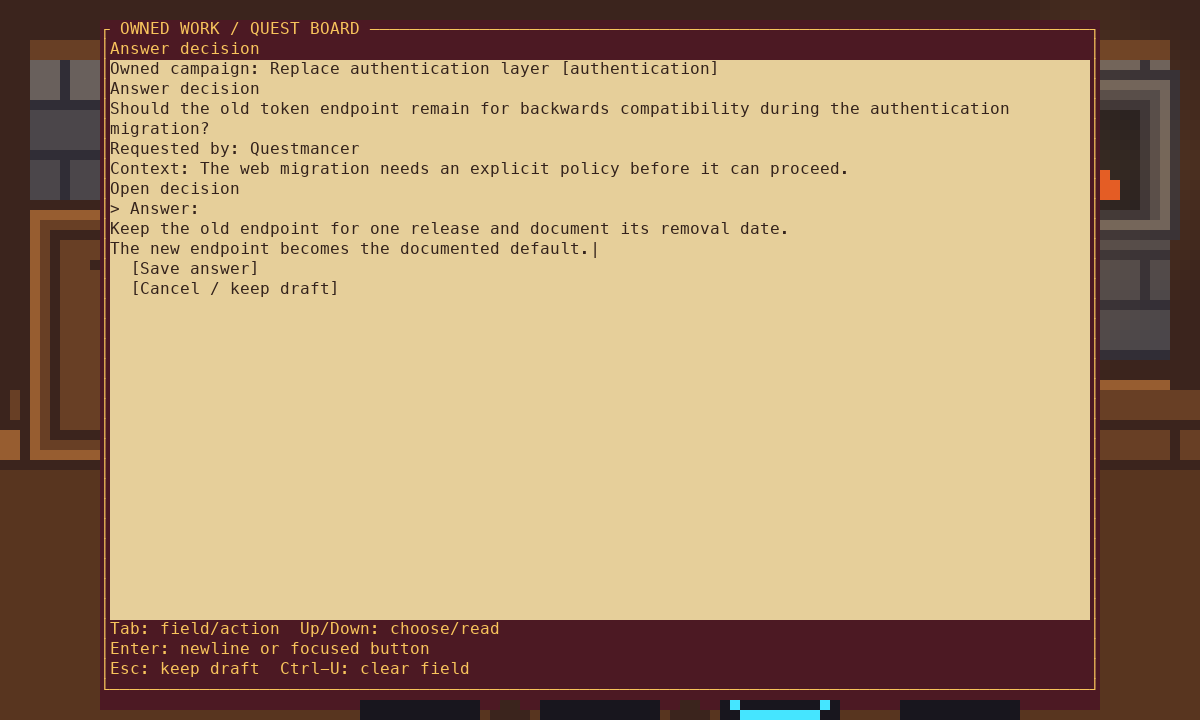 OWNED WORK / QUEST BOARD
Answer decision
Owned campaign: Replace authentication layer [authentication]
Answer decision
Should the old token endpoint remain for backwards compatibility during the authentication
migration?
Requested by: Questmancer
Context: The web migration needs an explicit policy before it can proceed.
Open decision
> Answer:
Keep the old endpoint for one release and document its removal date.
The new endpoint becomes the documented default.|
[Save answer]
[Cancel / keep draft]
Tab: field/action  Up/Down: choose/read
Enter: newline or focused button
Esc: keep draft  Ctrl-U: clear field